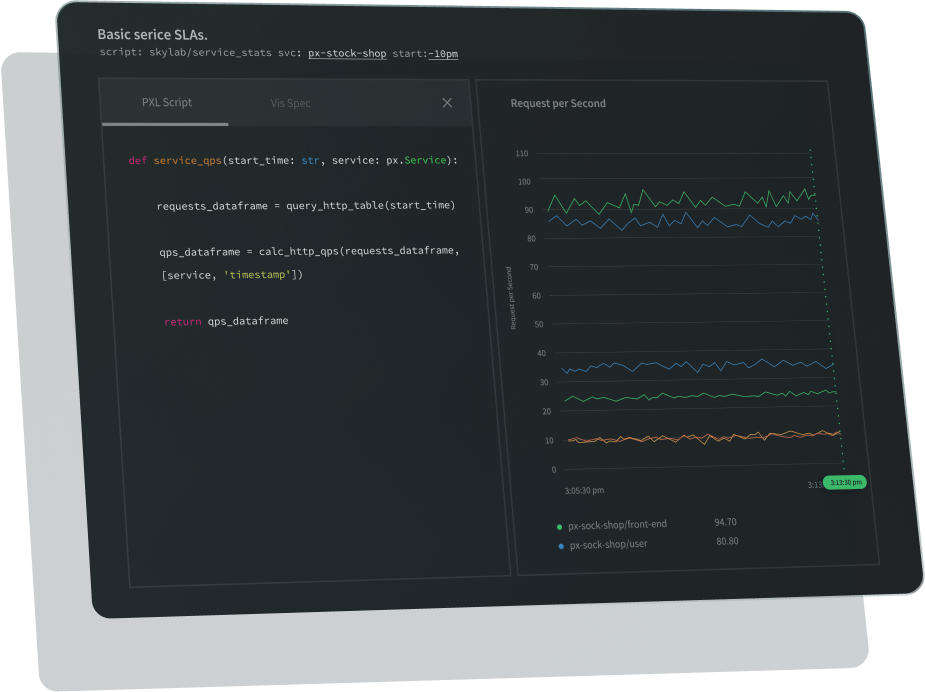 Basic serice SLAs.
script: skylab/service_stats svc: px-stock-shop start:-10pm
PXL Script
Vis Spec
×
def service_qps(start_time: str, service: px.Service):
requests_dataframe = query_http_table(start_time)
qps_dataframe = calc_http_qps(requests_dataframe,
[service, 'timestamp'])
return qps_dataframe
Request per Second
110
100
90
80
70
60
50
40
30
20
10
0
Request per Second
3:05:30 pm
3:13
3:13:30 pm
px-sock-shop/front-end 94.70
px-sock-shop/user 80.80